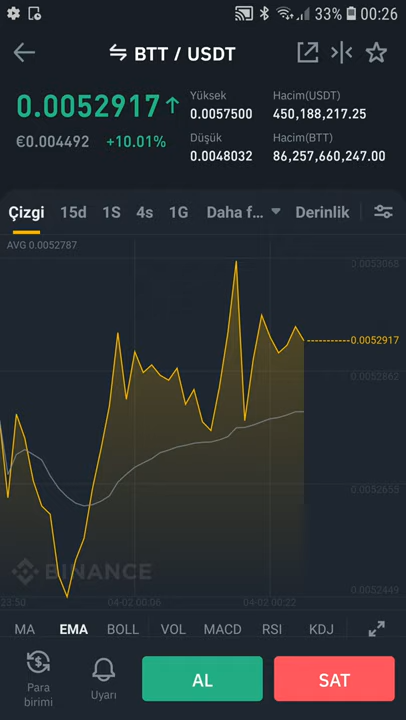 33% 00:26
BTT / USDT
0.0052917↑
€0.004492 +10.01%
Yüksek
0.0057500
Düşük
0.0048032
Hacim(USDT)
450,188,217.25
Hacim(BTT)
86,257,660,247.00
Çizgi 15d 1S 4s 1G Daha f... Derinlik
AVG 0.0052787
0.0053068
0.0052917
0.0052862
0.0052655
0.0052449
BINANCE
23:50 04-02 00:06 04-02 00:22
MA EMA BOLL VOL MACD RSI KDJ
Para
birimi
Uyarı
AL
SAT